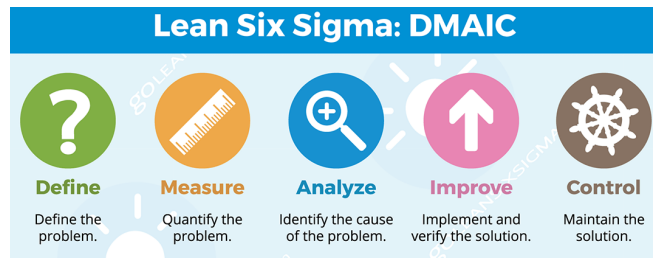 Lean Six Sigma: DMAIC
Define
Measure
Analyze
Improve
Control
Define the
problem.
Quantify the
problem.
Identify the cause
of the problem.
Implement and
verify the solution.
Maintain the
solution.